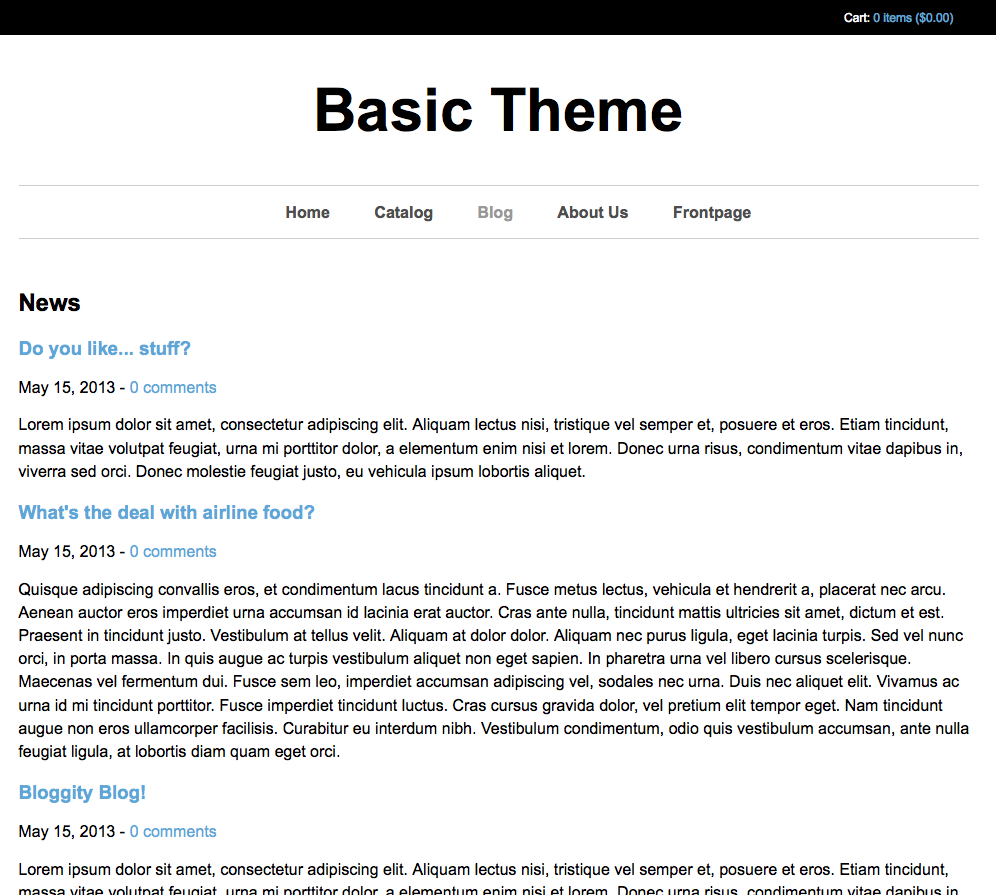 Cart: 0 items ($0.00)
Basic Theme
Home Catalog Blog About Us Frontpage
News
Do you like... stuff?
May 15, 2013 - 0 comments
Lorem ipsum dolor sit amet, consectetur adipiscing elit. Aliquam lectus nisi, tristique vel semper et, posuere et eros. Etiam tincidunt,
massa vitae volutpat feugiat, urna mi porttitor dolor, a elementum enim nisi et lorem. Donec urna risus, condimentum vitae dapibus in,
viverra sed orci. Donec molestie feugiat justo, eu vehicula ipsum lobortis aliquet.
What's the deal with airline food?
May 15, 2013 - 0 comments
Quisque adipiscing convallis eros, et condimentum lacus tincidunt a. Fusce metus lectus, vehicula et hendrerit a, placerat nec arcu.
Aenean auctor eros imperdiet urna accumsan id lacinia erat auctor. Cras ante nulla, tincidunt mattis ultricies sit amet, dictum et est.
Praesent in tincidunt justo. Vestibulum at tellus velit. Aliquam at dolor dolor. Aliquam nec purus ligula, eget lacinia turpis. Sed vel nunc
orci, in porta massa. In quis augue ac turpis vestibulum aliquet non eget sapien. In pharetra urna vel libero cursus scelerisque.
Maecenas vel fermentum dui. Fusce sem leo, imperdiet accumsan adipiscing vel, sodales nec urna. Duis nec aliquet elit. Vivamus ac
urna id mi tincidunt porttitor. Fusce imperdiet tincidunt luctus. Cras cursus gravida dolor, vel pretium elit tempor eget. Nam tincidunt
augue non eros ullamcorper facilisis. Curabitur eu interdum nibh. Vestibulum condimentum, odio quis vestibulum accumsan, ante nulla
feugiat ligula, at lobortis diam quam eget orci.
Bloggity Blog!
May 15, 2013 - 0 comments
Lorem ipsum dolor sit amet, consectetur adipiscing elit. Aliquam lectus nisi, tristique vel semper et, posuere et eros. Etiam tincidunt,
massa vitae volutpat feugiat, urna mi porttitor dolor, a elementum enim nisi et lorem. Donec urna risus, condimentum vitae dapibus in,